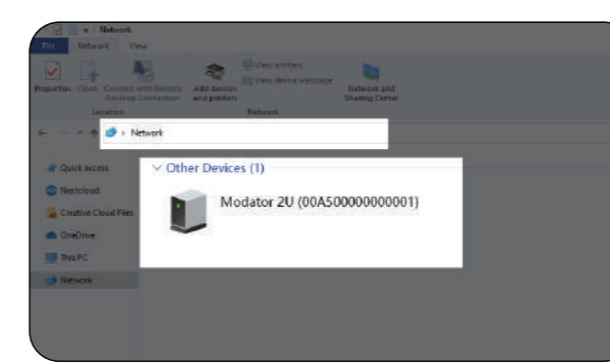 Network
File Network View
Properties Open Connect with Remote Desktop Connection
Add devices and printers
View printers
View device webpage
Network and Sharing Center
Location Network
Network
Quick access
Nextcloud
Creative Cloud Files
OneDrive
This PC
Network
Other Devices (1)
Modator 2U (00A500000000001)